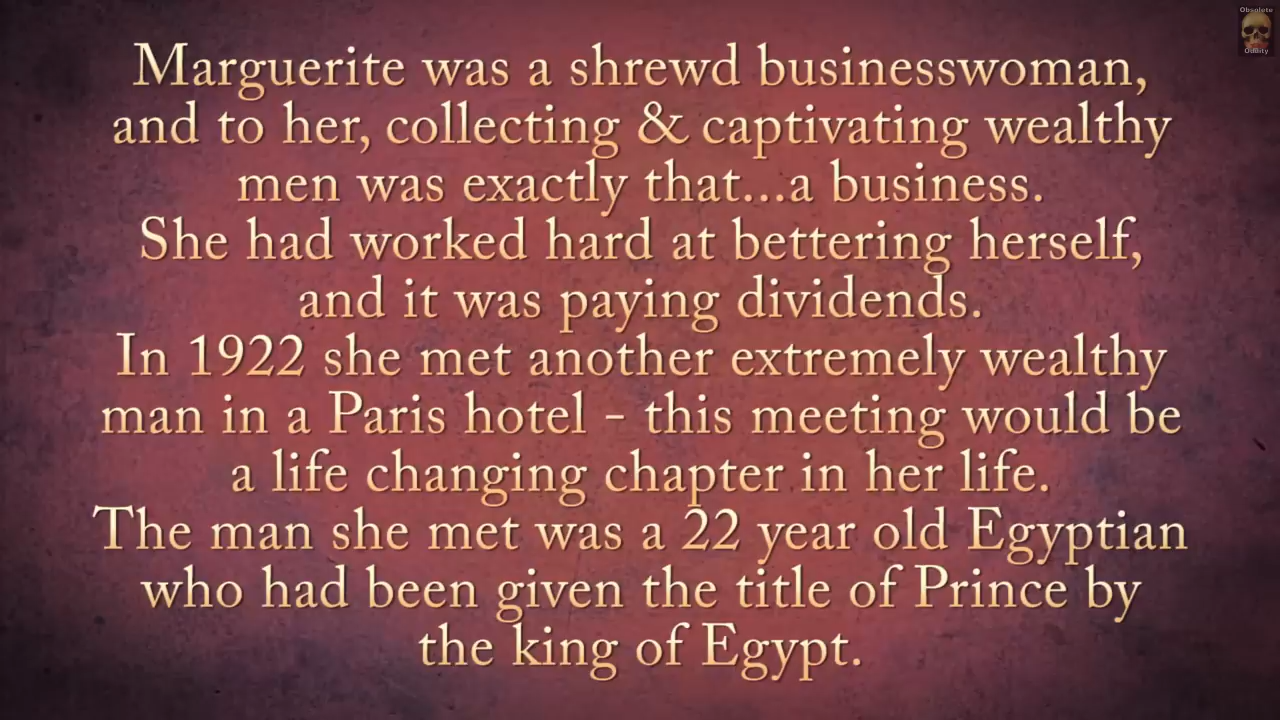 Obsolete
Oddity
Marguerite was a shrewd businesswoman,
and to her, collecting & captivating wealthy
men was exactly that...a business.
She had worked hard at bettering herself,
and it was paying dividends.
In 1922 she met another extremely wealthy
man in a Paris hotel - this meeting would be
a life changing chapter in her life.
The man she met was a 22 year old Egyptian
who had been given the title of Prince by
the king of Egypt.